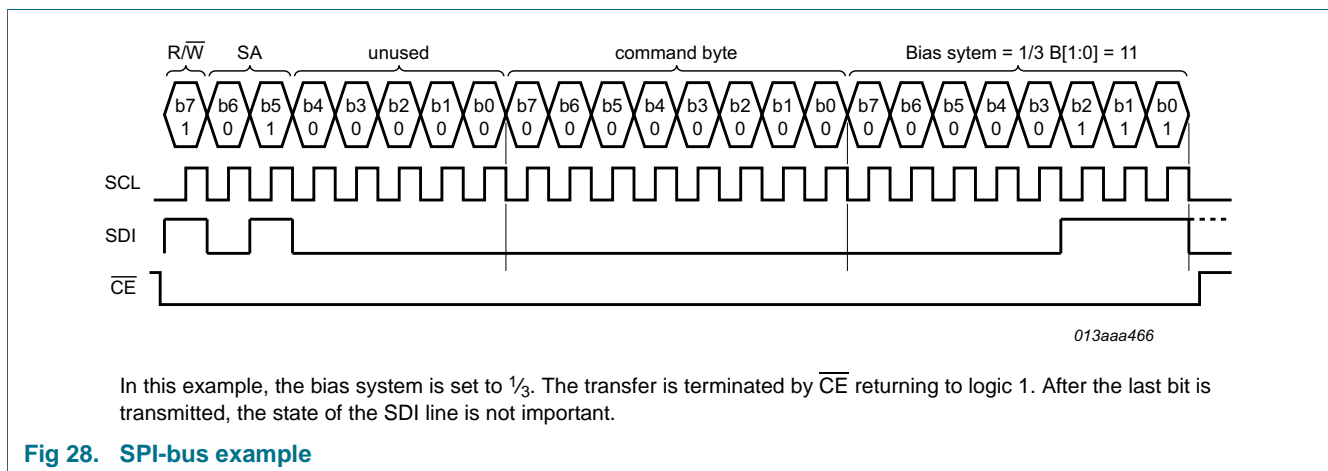 R/W̅ SA unused command byte Bias sytem = 1/3 B[1:0] = 11
b7 b6 b5 b4 b3 b2 b1 b0 b7 b6 b5 b4 b3 b2 b1 b0 b7 b6 b5 b4 b3 b2 b1 b0
1 0 1 0 0 0 0 0 0 0 0 0 0 0 0 0 0 0 0 0 0 1 1 1
SCL
SDI
C̅E̅
013aaa466
In this example, the bias system is set to 1⁄3. The transfer is terminated by C̅E̅ returning to logic 1. After the last bit is
transmitted, the state of the SDI line is not important.
Fig 28. SPI-bus example